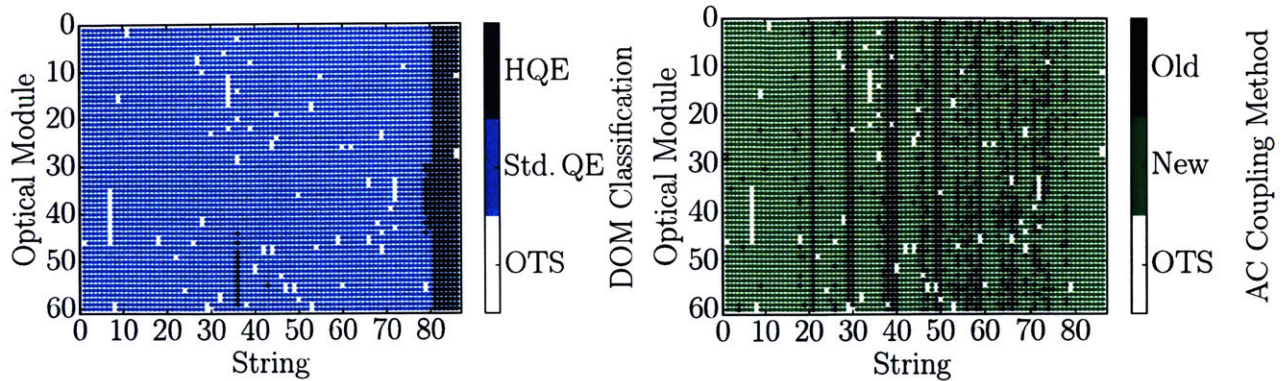 0
10
20
30
40
50
60
Optical Module
0 10 20 30 40 50 60 70 80
String
HQE
Std. QE
OTS
DOM Classification
0
10
20
30
40
50
60
Optical Module
0 10 20 30 40 50 60 70 80
String
Old
New
OTS
AC Coupling Method